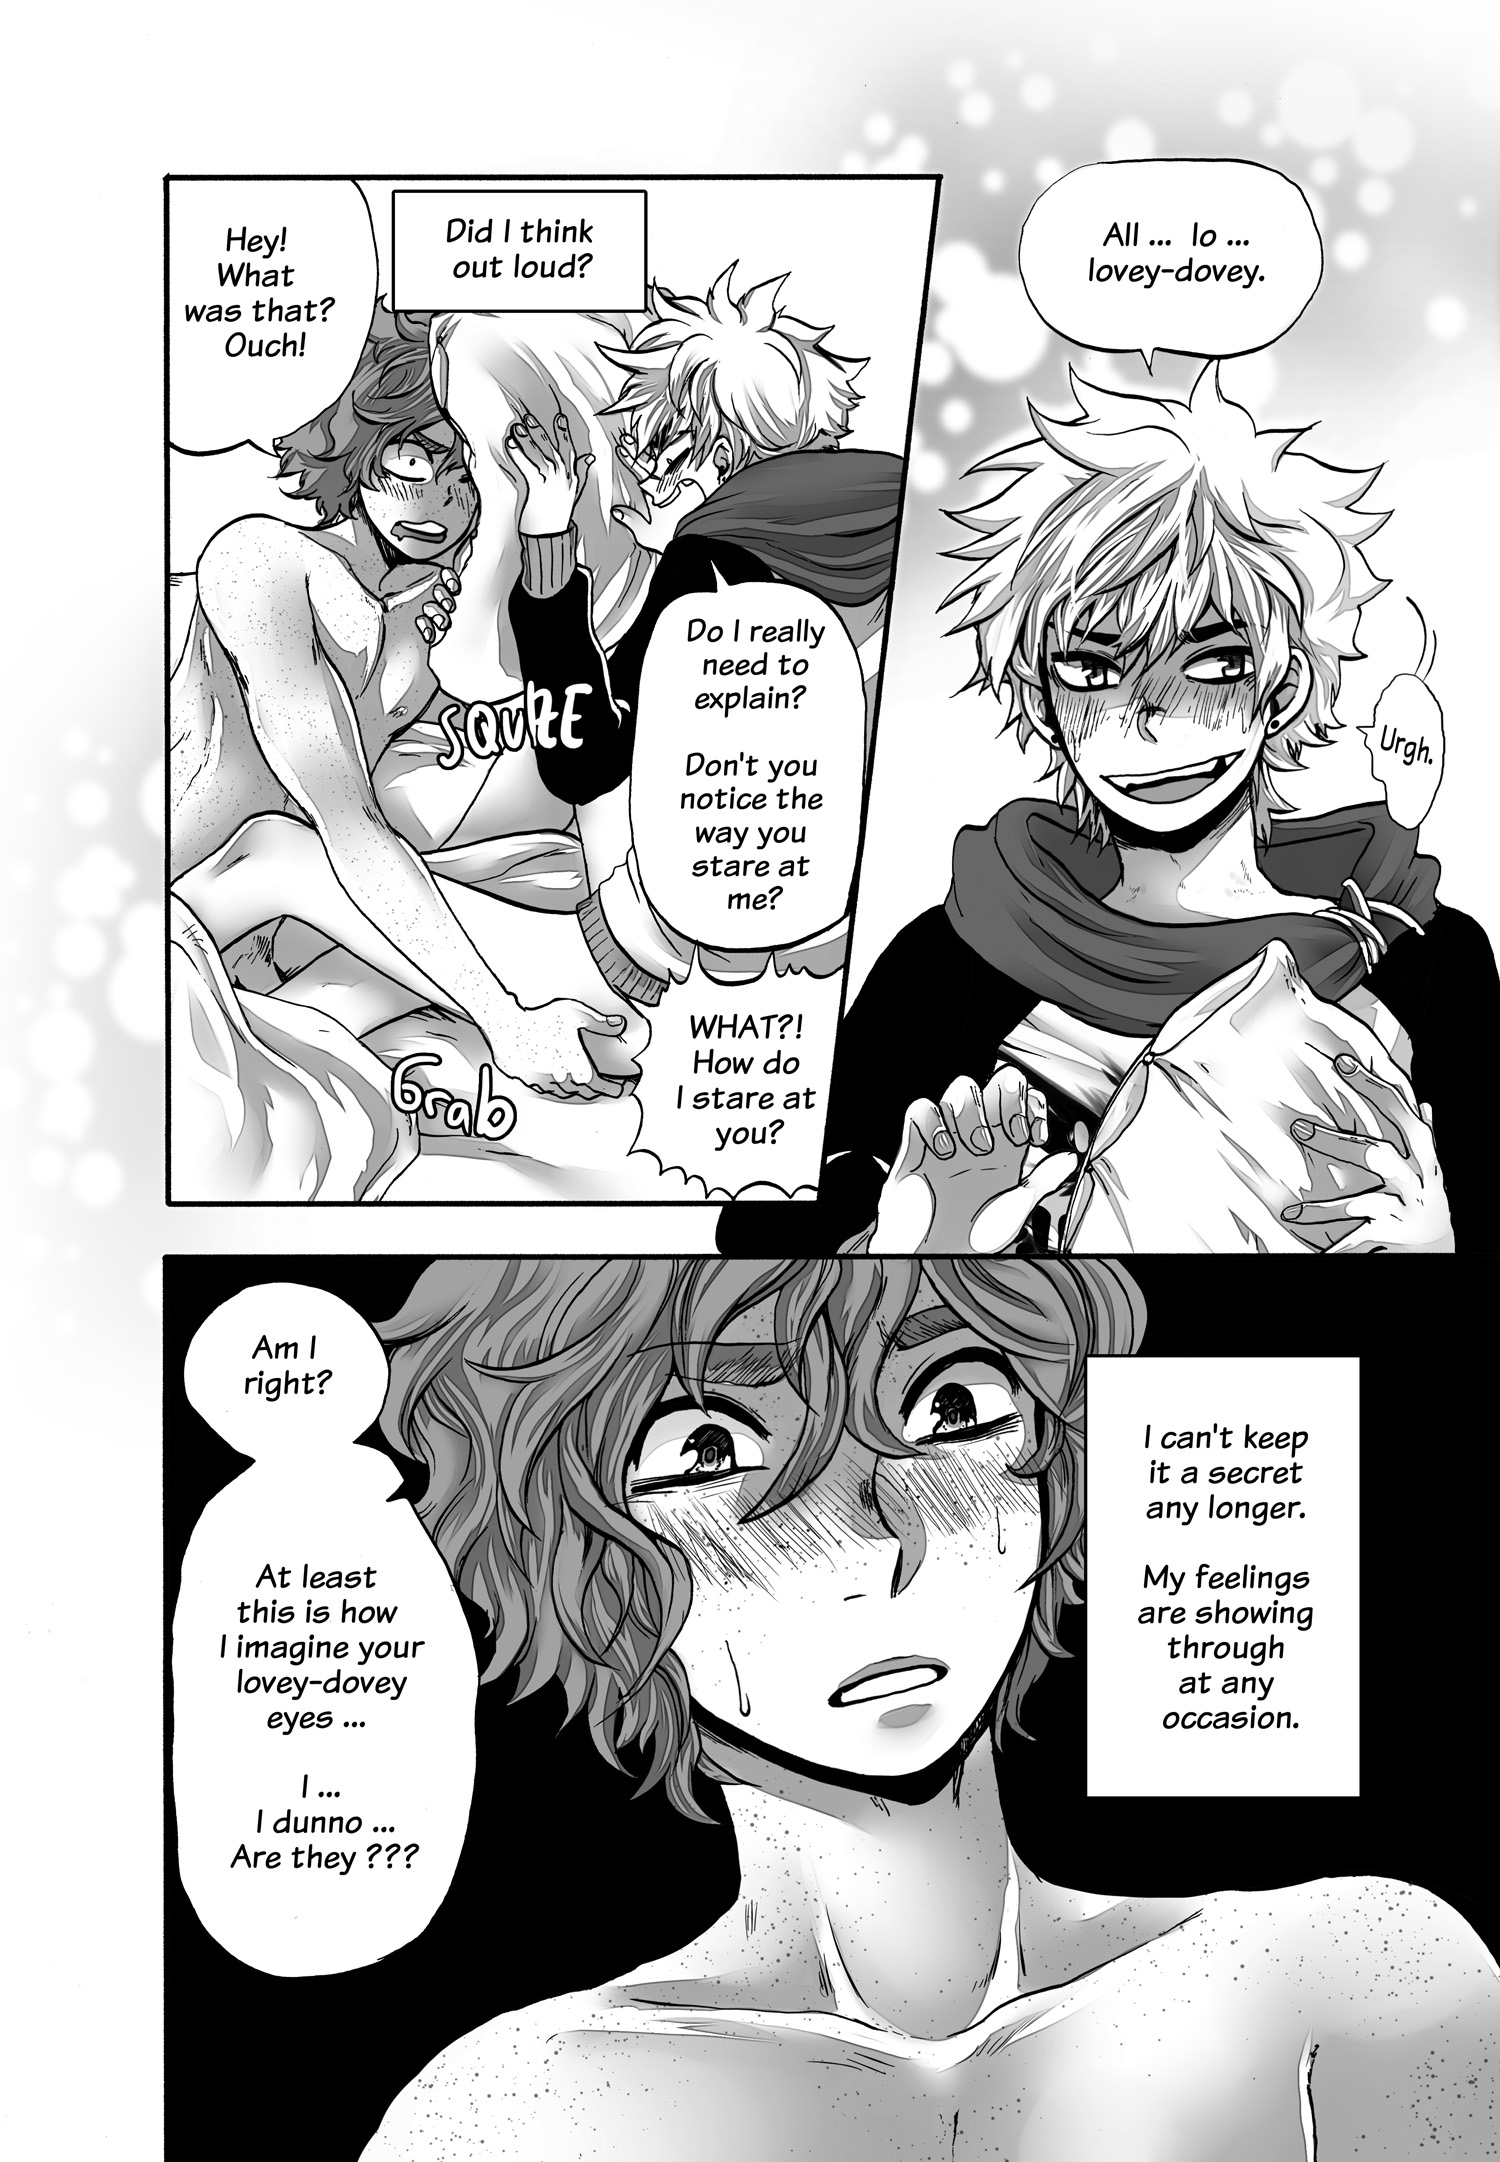 Hey!
What
was that?
Ouch!
Did I think
out loud?
SQUEEZE
Do I really
need to
explain?
Don't you
notice the
way you
stare at
me?
WHAT?!
How do
I stare at
you?
Grab
All ... lo ...
lovey-dovey.
Urgh.
Am I
right?
At least
this is how
I imagine your
lovey-dovey
eyes ...
I ...
I dunno ...
Are they ???
I can't keep
it a secret
any longer.
My feelings
are showing
through
at any
occasion.